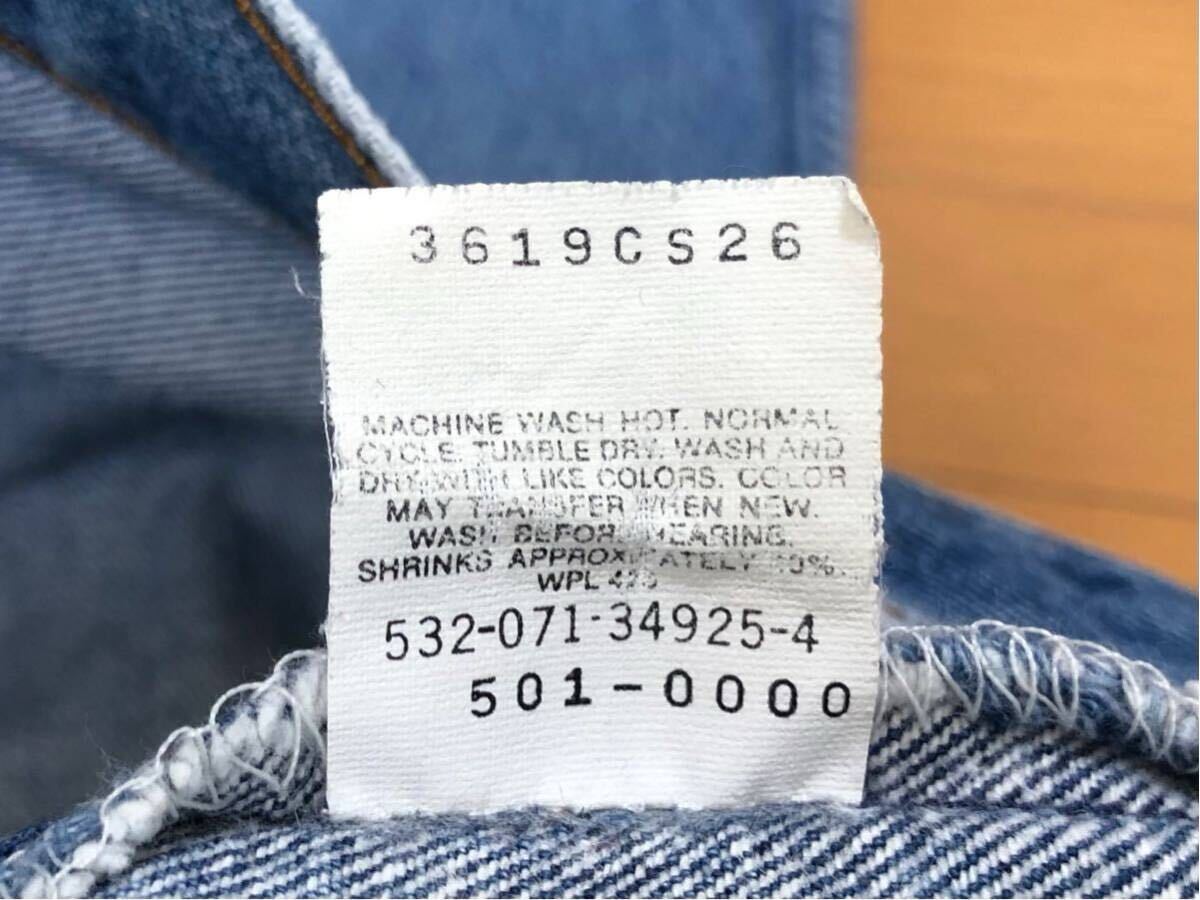 3619CS26
MACHINE WASH HOT. NORMAL
CYCLE. TUMBLE DRY. WASH AND
DRY WITH LIKE COLORS. COLOR
MAY TRANSFER WHEN NEW.
WASH BEFORE WEARING.
SHRINKS APPROXIMATELY
WPL
532-071-34925-4
501-0000